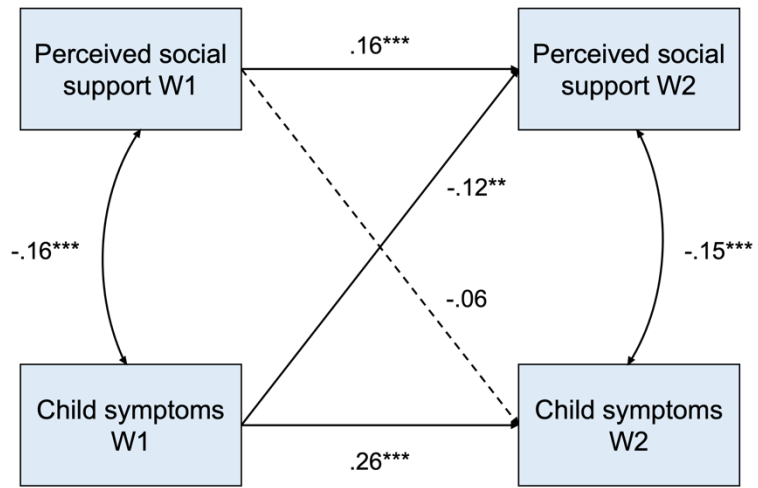 Perceived social
support W1
.16***
Perceived social
support W2
-.12**
-.16***
-.15***
-.06
Child symptoms
W1
.26***
Child symptoms
W2